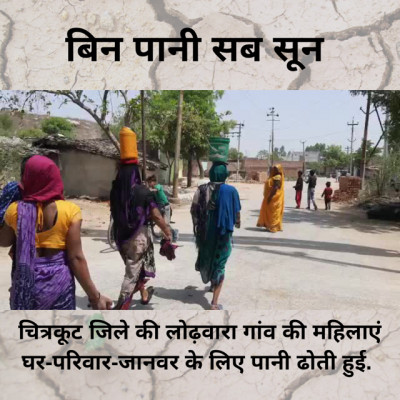 बिन पानी सब सून
चित्रकूट जिले की लोढ़वारा गांव की महिलाएं
घर-परिवार-जानवर के लिए पानी ढोती हुई.